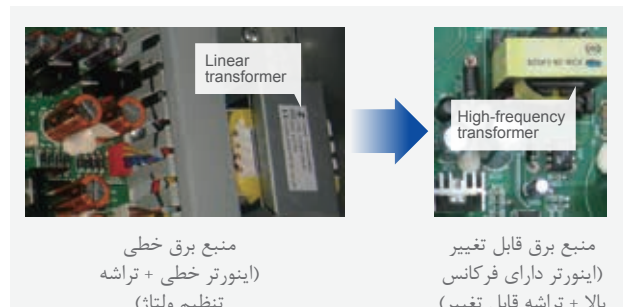 Linear
transformer
High-frequency
transformer
منبع برق خطی
(اینورتر خطی + تراشه
تنظیم ولتاژ)
منبع برق قابل تغییر
(اینورتر دارای فرکانس
بالا + تراشه قابل تغییر)